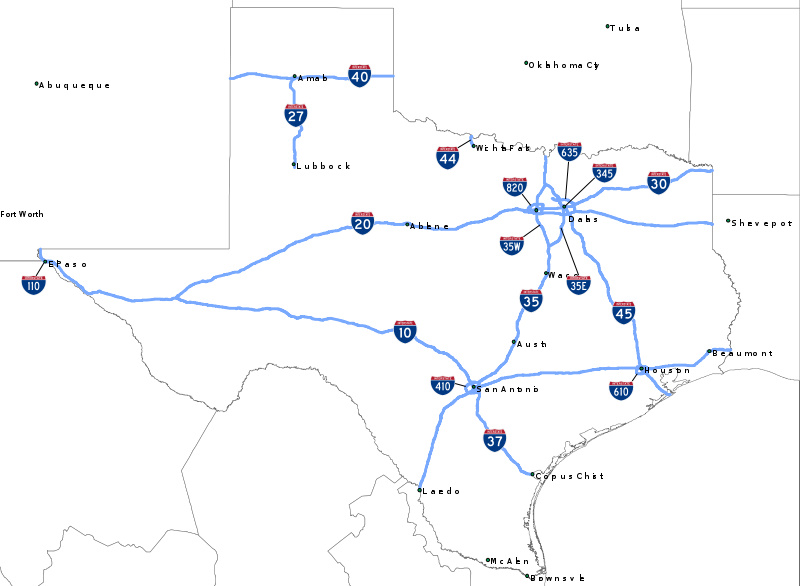 Tulsa
Oklahoma City
Amarillo
40
Albuquerque
27
635
44
Wichita Falls
345
Lubbock
30
820
Fort Worth
20
Abilene
Dallas
Shreveport
35W
El Paso
Waco
110
35E
35
45
10
Austin
Beaumont
Houston
410
San Antonio
610
37
Corpus Christi
Laredo
McAllen
Brownsville